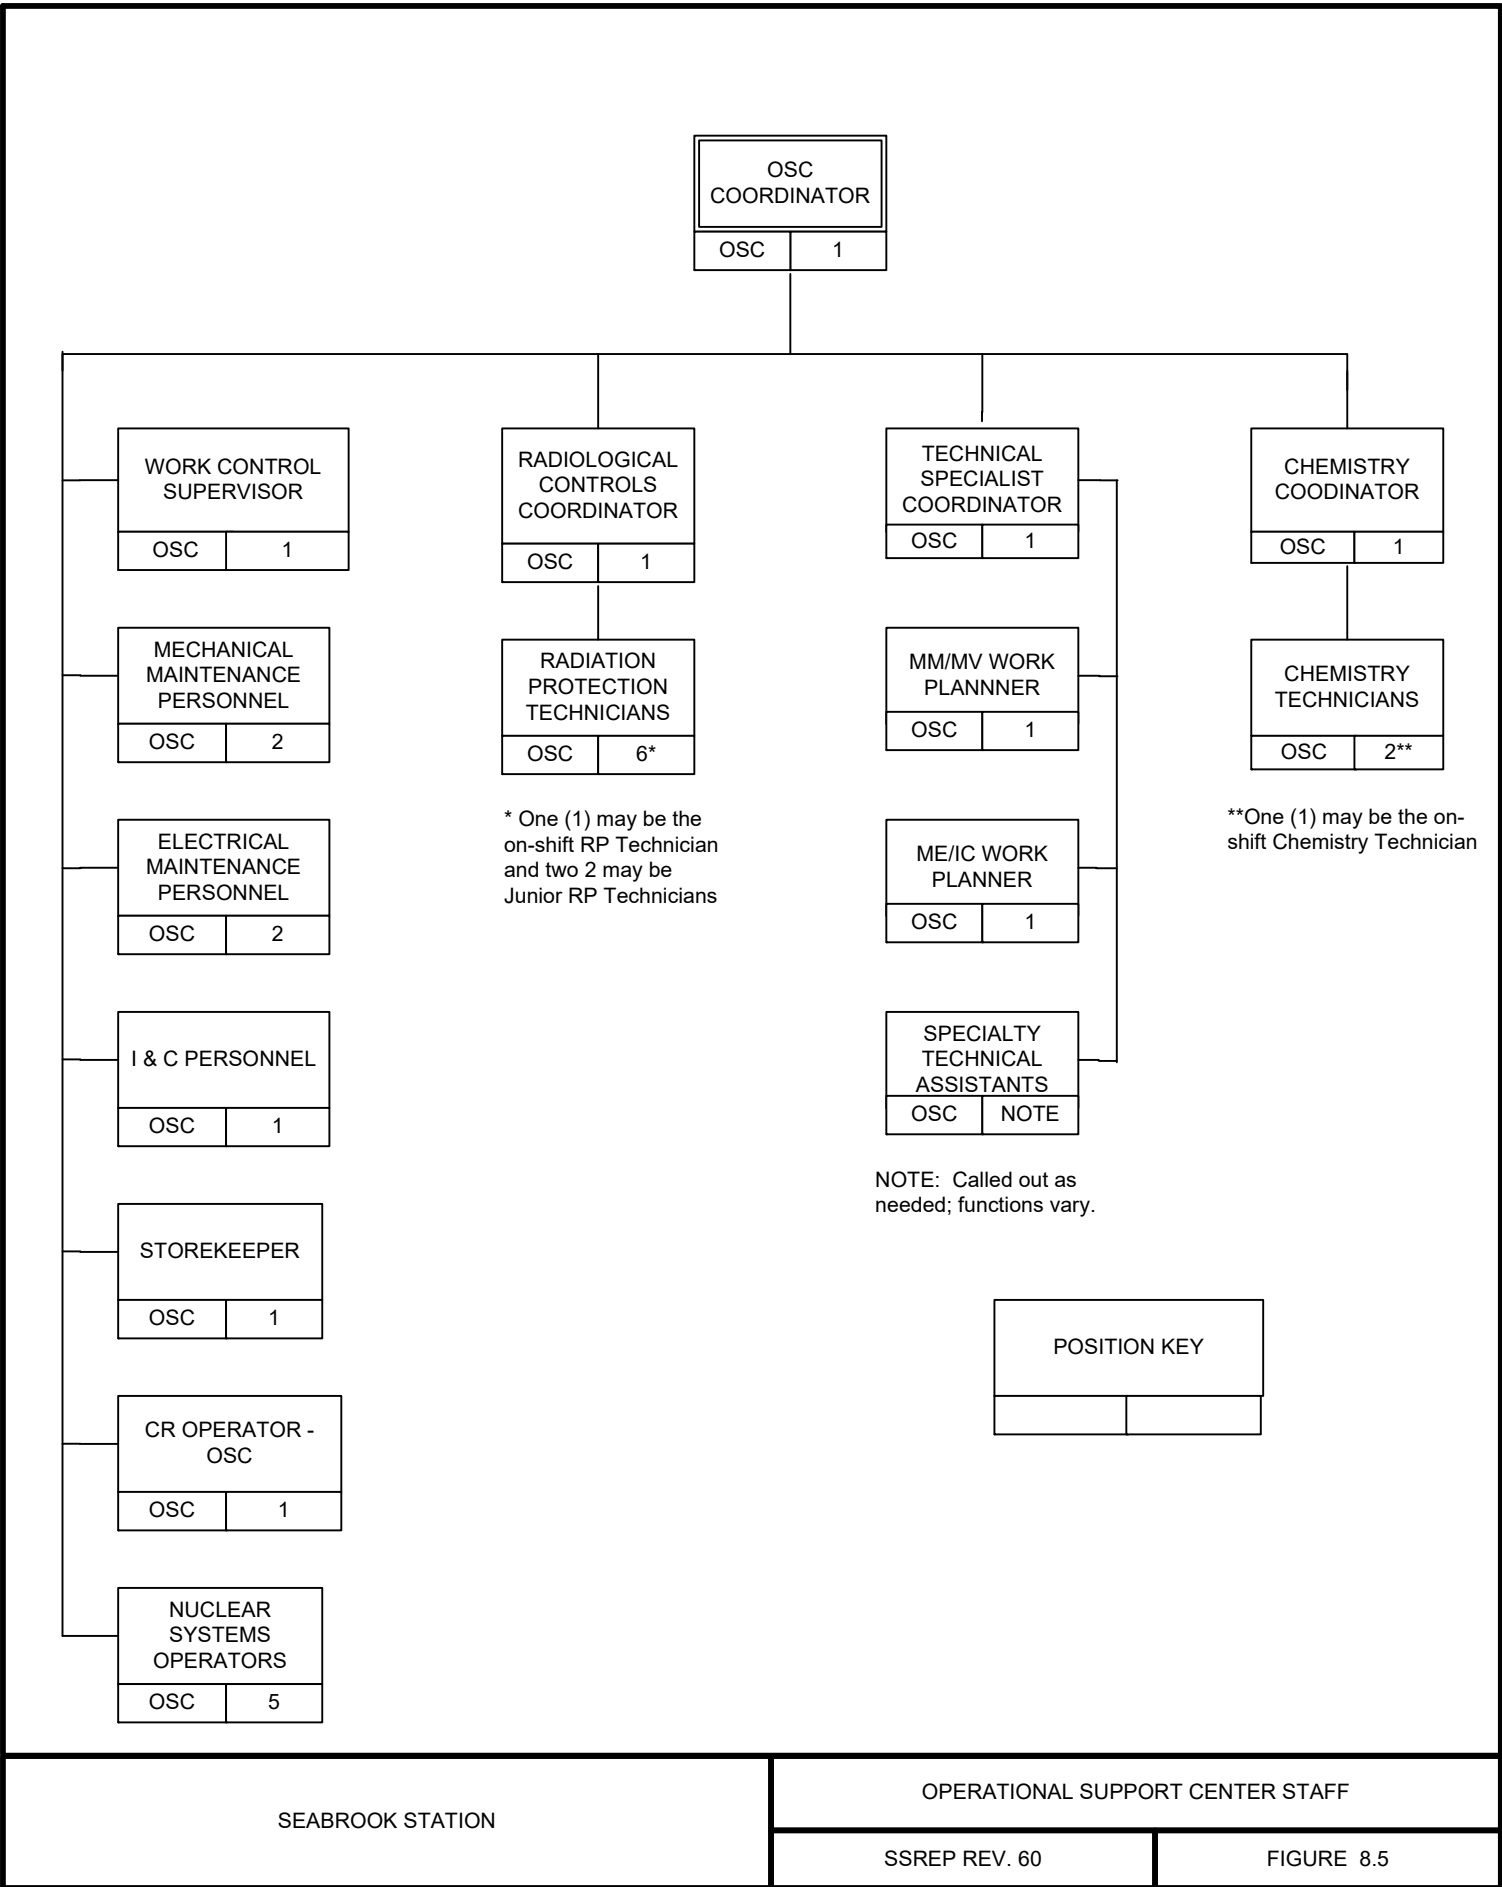 OSC
COORDINATOR
OSC 1
WORK CONTROL
SUPERVISOR
OSC 1
MECHANICAL
MAINTENANCE
PERSONNEL
OSC 2
ELECTRICAL
MAINTENANCE
PERSONNEL
OSC 2
I & C PERSONNEL
OSC 1
STOREKEEPER
OSC 1
CR OPERATOR -
OSC
OSC 1
NUCLEAR
SYSTEMS
OPERATORS
OSC 5
RADIOLOGICAL
CONTROLS
COORDINATOR
OSC 1
RADIATION
PROTECTION
TECHNICIANS
OSC 6*
* One (1) may be the
on-shift RP Technician
and two 2 may be
Junior RP Technicians
TECHNICAL
SPECIALIST
COORDINATOR
OSC 1
MM/MV WORK
PLANNNER
OSC 1
ME/IC WORK
PLANNER
OSC 1
SPECIALTY
TECHNICAL
ASSISTANTS
OSC NOTE
NOTE: Called out as
needed; functions vary.
CHEMISTRY
COODINATOR
OSC 1
CHEMISTRY
TECHNICIANS
OSC 2**
**One (1) may be the on-
shift Chemistry Technician
POSITION KEY
SEABROOK STATION
OPERATIONAL SUPPORT CENTER STAFF
SSREP REV. 60
FIGURE 8.5